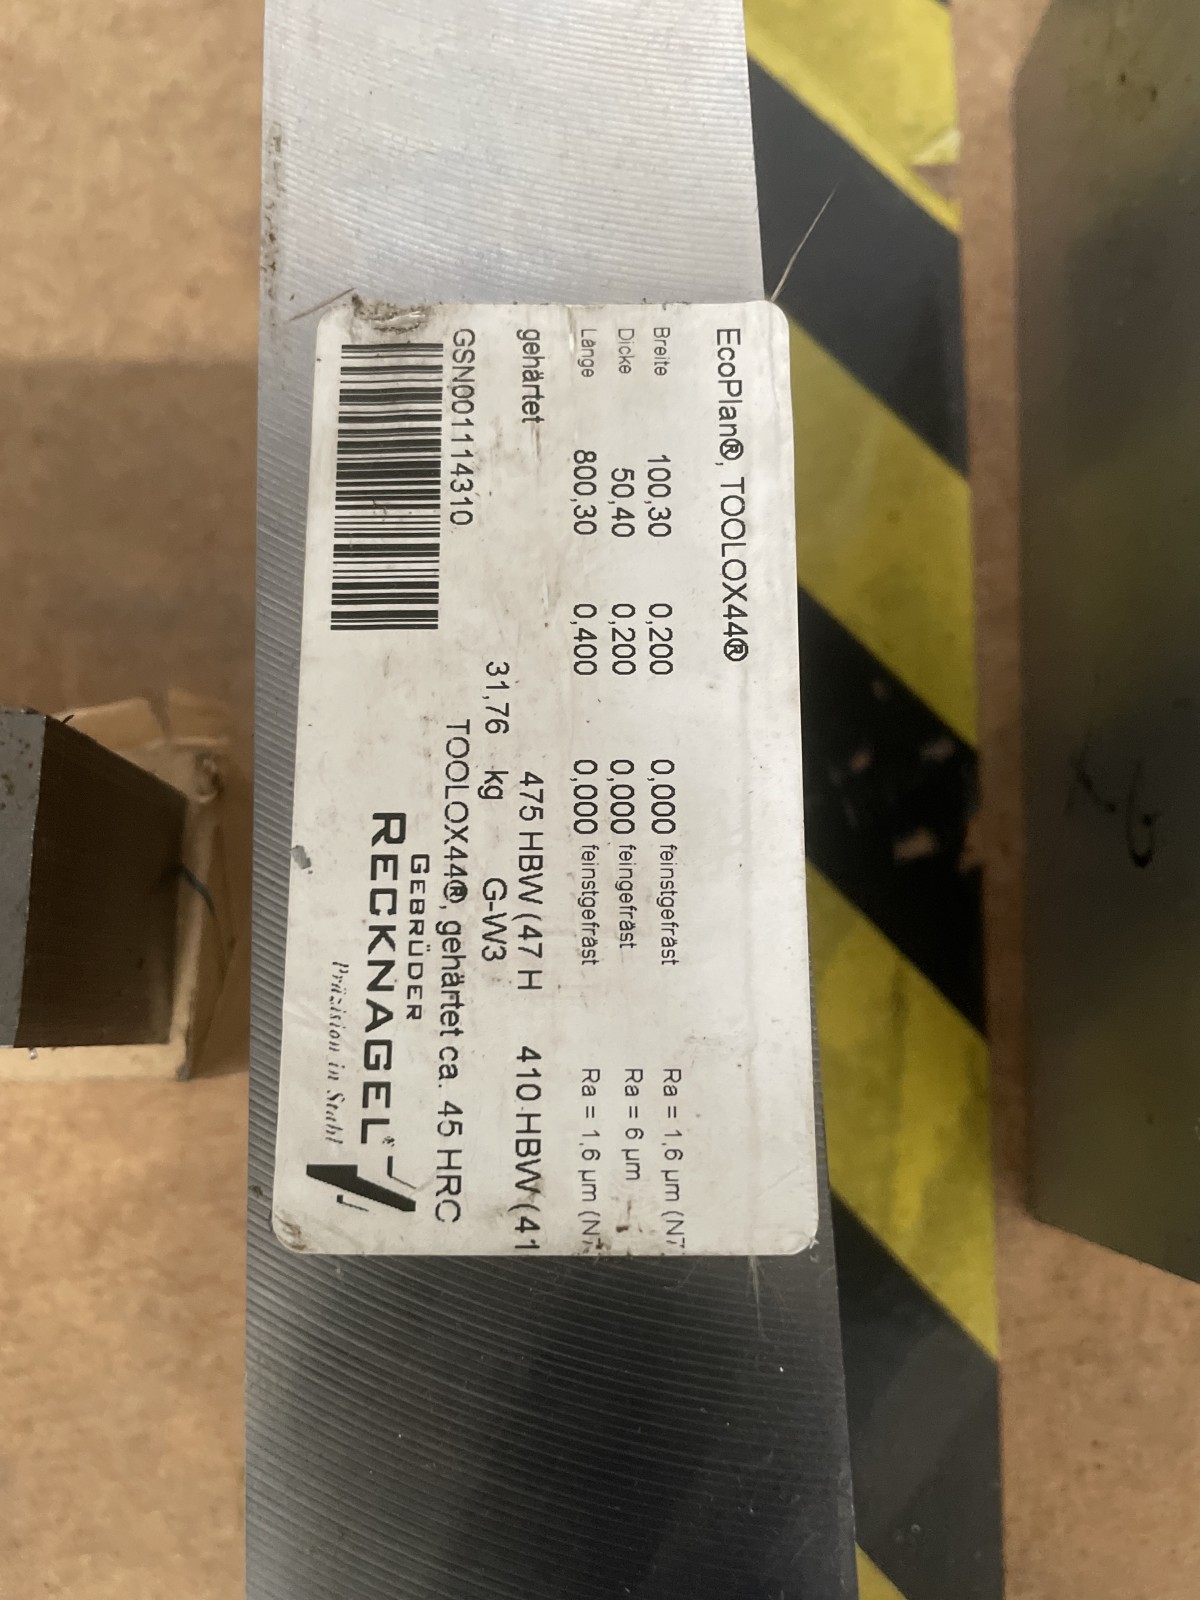 EcoPlan®, TOOLOX44®
Breite 100,30 0,200 0,000 feinstgefräst Ra = 1,6 µm (N7
Dicke 50,40 0,200 0,000 feingefräst Ra = 6 µm
Länge 800,30 0,400 0,000 feinstgefräst Ra = 1,6 µm (N7
gehärtet 475 HBW (47 H 410 HBW (41
31,76 kg G-W3
GSN001114310 TOOLOX44®, gehärtet ca. 45 HRC
GEBRÜDER
RECKNAGEL
Präzision in Stahl